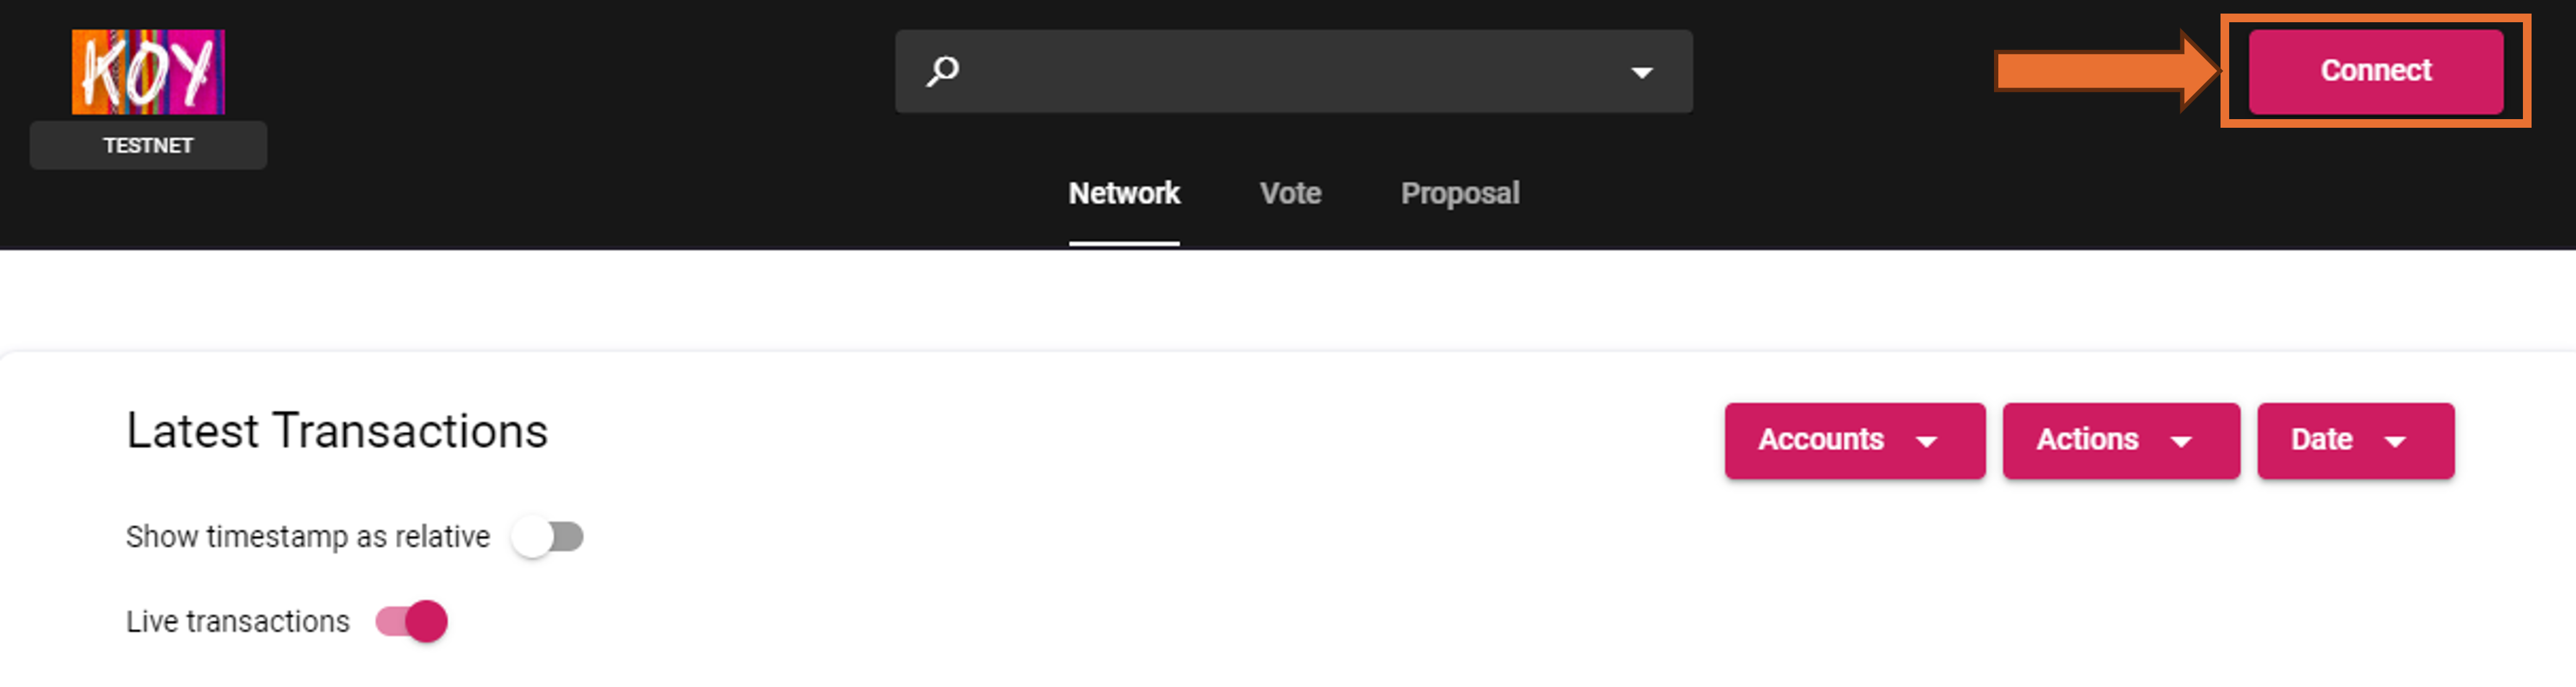 KOY
TESTNET
Connect
Network Vote Proposal
Latest Transactions
Accounts Actions Date
Show timestamp as relative
Live transactions